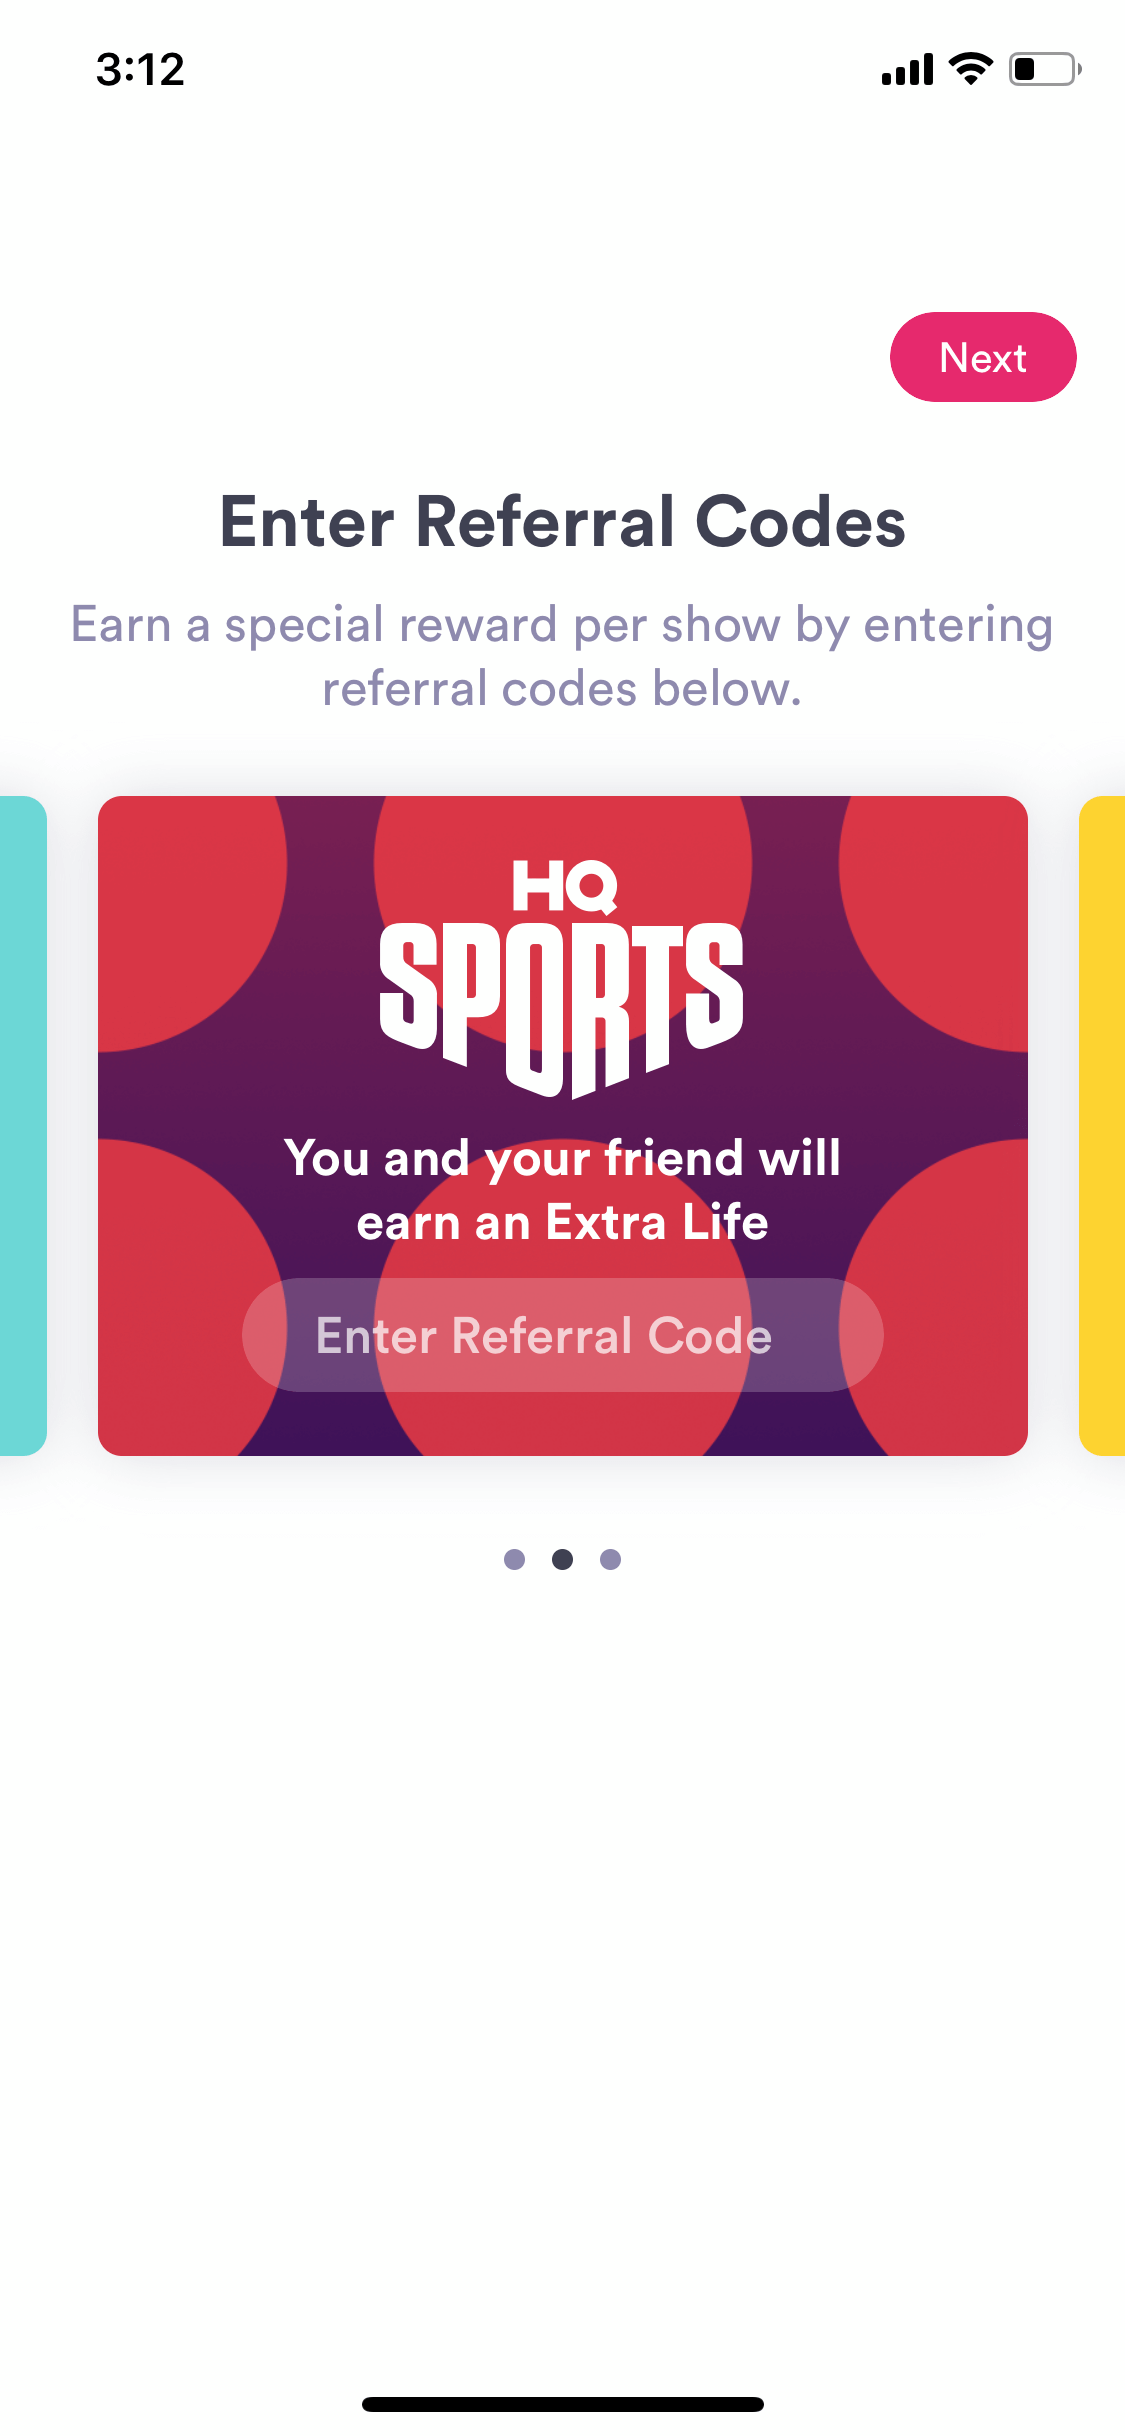 3:12
Next
Enter Referral Codes
Earn a special reward per show by entering
referral codes below.
HQ
SPORTS
You and your friend will
earn an Extra Life
Enter Referral Code